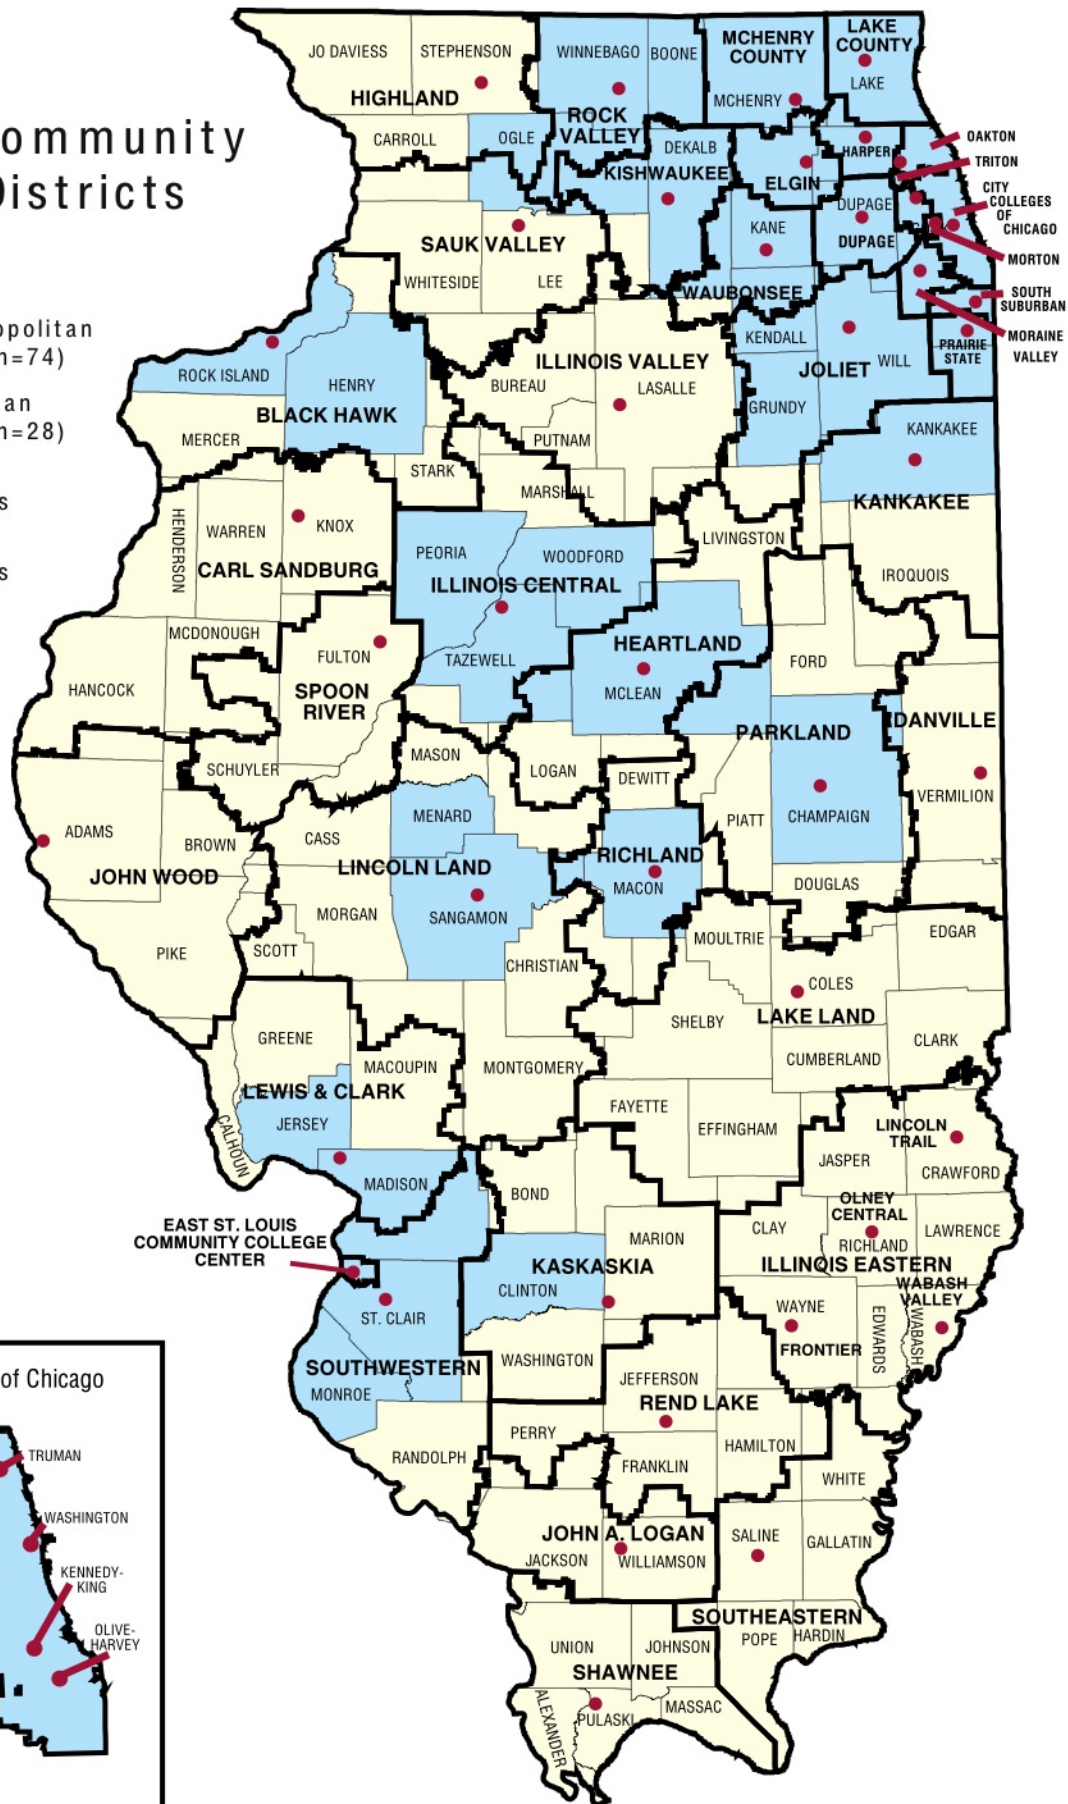 ommunity
istricts
opolitan
n=74)
an
n=28)
s
s
JO DAVIESS
STEPHENSON
HIGHLAND
CARROLL
WINNEBAGO
BOONE
ROCK
VALLEY
OGLE
MCHENRY
COUNTY
MCHENRY
LAKE
COUNTY
LAKE
DEKALB
KISHWAUKEE
ELGIN
HARPER
OAKTON
TRITON
CITY
COLLEGES
OF
CHICAGO
MORTON
SOUTH
SUBURBAN
MORAINE
VALLEY
PRAIRIE
STATE
DUPAGE
DUPAGE
KANE
WAUBONSEE
SAUK VALLEY
WHITESIDE
LEE
KENDALL
WILL
JOLIET
GRUNDY
ILLINOIS VALLEY
BUREAU
LASALLE
PUTNAM
MARSHALL
ROCK ISLAND
HENRY
BLACK HAWK
MERCER
STARK
KANKAKEE
KANKAKEE
IROQUOIS
HENDERSON
WARREN
KNOX
CARL SANDBURG
PEORIA
WOODFORD
ILLINOIS CENTRAL
TAZEWELL
LIVINGSTON
HEARTLAND
MCLEAN
FORD
MCDONOUGH
HANCOCK
FULTON
SPOON
RIVER
SCHUYLER
MASON
LOGAN
DEWITT
PARKLAND
DANVILLE
PIATT
CHAMPAIGN
VERMILION
DOUGLAS
MENARD
ADAMS
BROWN
CASS
JOHN WOOD
LINCOLN LAND
SANGAMON
RICHLAND
MACON
MORGAN
PIKE
SCOTT
CHRISTIAN
MOULTRIE
EDGAR
COLES
LAKE LAND
SHELBY
CLARK
CUMBERLAND
GREENE
MACOUPIN
MONTGOMERY
LEWIS & CLARK
JERSEY
CALHOUN
FAYETTE
EFFINGHAM
LINCOLN
TRAIL
JASPER
CRAWFORD
MADISON
BOND
EAST ST. LOUIS
COMMUNITY COLLEGE
CENTER
MARION
KASKASKIA
CLINTON
CLAY
OLNEY
CENTRAL
RICHLAND
LAWRENCE
ILLINOIS EASTERN
WABASH
VALLEY
WABASH
WAYNE
EDWARDS
FRONTIER
ST. CLAIR
SOUTHWESTERN
MONROE
WASHINGTON
JEFFERSON
REND LAKE
RANDOLPH
PERRY
FRANKLIN
HAMILTON
WHITE
JOHN A. LOGAN
JACKSON
WILLIAMSON
SALINE
GALLATIN
SOUTHEASTERN
POPE
HARDIN
UNION
JOHNSON
SHAWNEE
ALEXANDER
PULASKI
MASSAC
of Chicago
TRUMAN
WASHINGTON
KENNEDY-
KING
OLIVE-
HARVEY